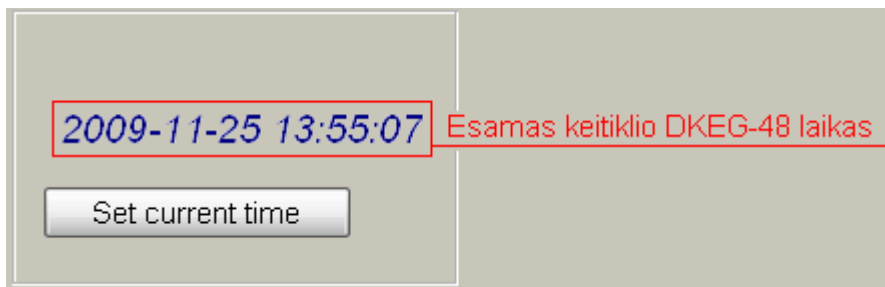 2009-11-25 13:55:07
Esamas keitiklio DKEG-48 laikas
Set current time